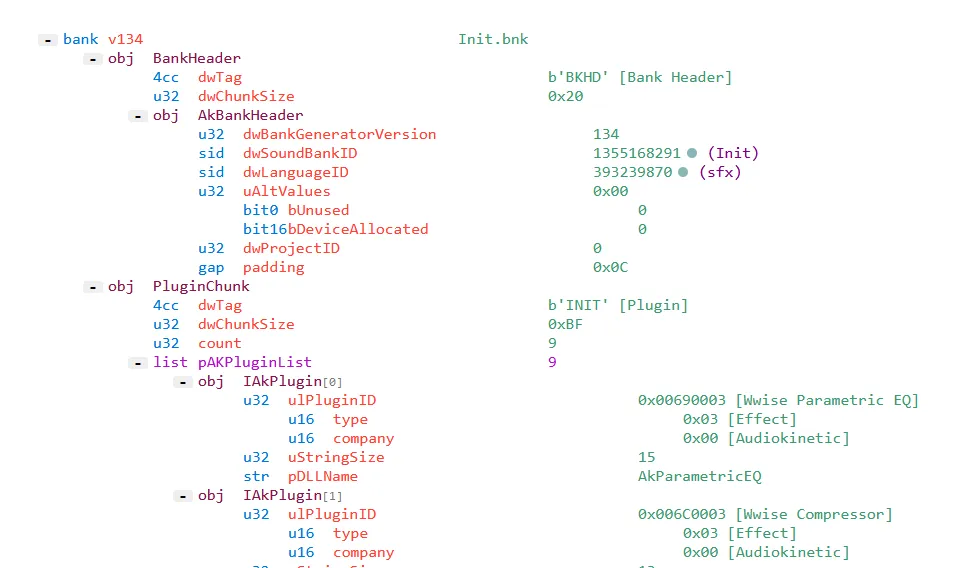 - bank v134 Init.bnk
- obj BankHeader
4cc dwTag b'BKHD' [Bank Header]
u32 dwChunkSize 0x20
- obj AkBankHeader
u32 dwBankGeneratorVersion 134
sid dwSoundBankID 1355168291 ● (Init)
sid dwLanguageID 393239870 ● (sfx)
u32 uAltValues 0x00
bit0 bUnused 0
bit16bDeviceAllocated 0
u32 dwProjectID 0
gap padding 0x0C
- obj PluginChunk
4cc dwTag b'INIT' [Plugin]
u32 dwChunkSize 0xBF
u32 count 9
- list pAKPluginList 9
- obj IAkPlugin[0]
u32 ulPluginID 0x00690003 [Wwise Parametric EQ]
u16 type 0x03 [Effect]
u16 company 0x00 [Audiokinetic]
u32 uStringSize 15
str pDLLName AkParametricEQ
- obj IAkPlugin[1]
u32 ulPluginID 0x006C0003 [Wwise Compressor]
u16 type 0x03 [Effect]
u16 company 0x00 [Audiokinetic]